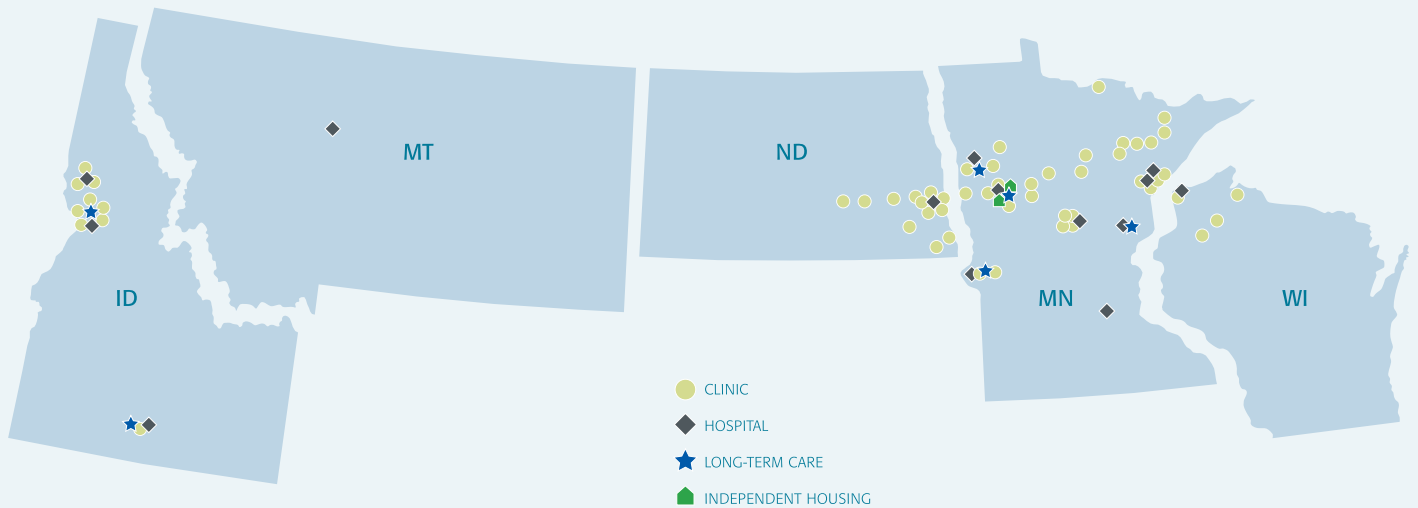 MT
ND
ID
MN
WI
CLINIC
HOSPITAL
LONG-TERM CARE
INDEPENDENT HOUSING